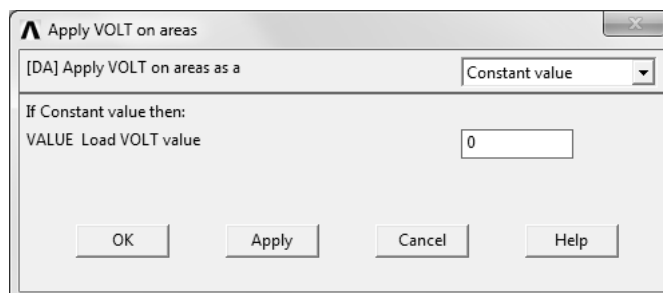 Apply VOLT on areas
[DA] Apply VOLT on areas as a Constant value
If Constant value then:
VALUE Load VOLT value 0
OK Apply Cancel Help